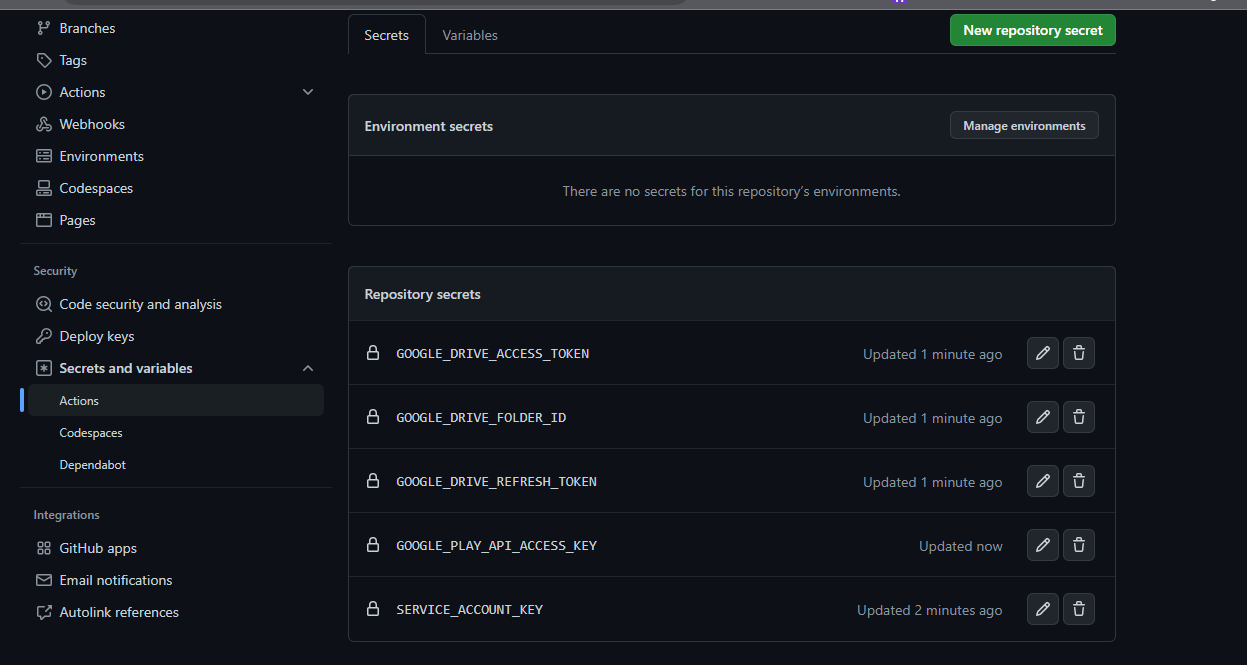 Branches
Tags
Actions
Webhooks
Environments
Codespaces
Pages
Security
Code security and analysis
Deploy keys
Secrets and variables
Actions
Codespaces
Dependabot
Integrations
GitHub apps
Email notifications
Autolink references
Secrets Variables New repository secret
Environment secrets Manage environments
There are no secrets for this repository’s environments.
Repository secrets
GOOGLE_DRIVE_ACCESS_TOKEN Updated 1 minute ago
GOOGLE_DRIVE_FOLDER_ID Updated 1 minute ago
GOOGLE_DRIVE_REFRESH_TOKEN Updated 1 minute ago
GOOGLE_PLAY_API_ACCESS_KEY Updated now
SERVICE_ACCOUNT_KEY Updated 2 minutes ago